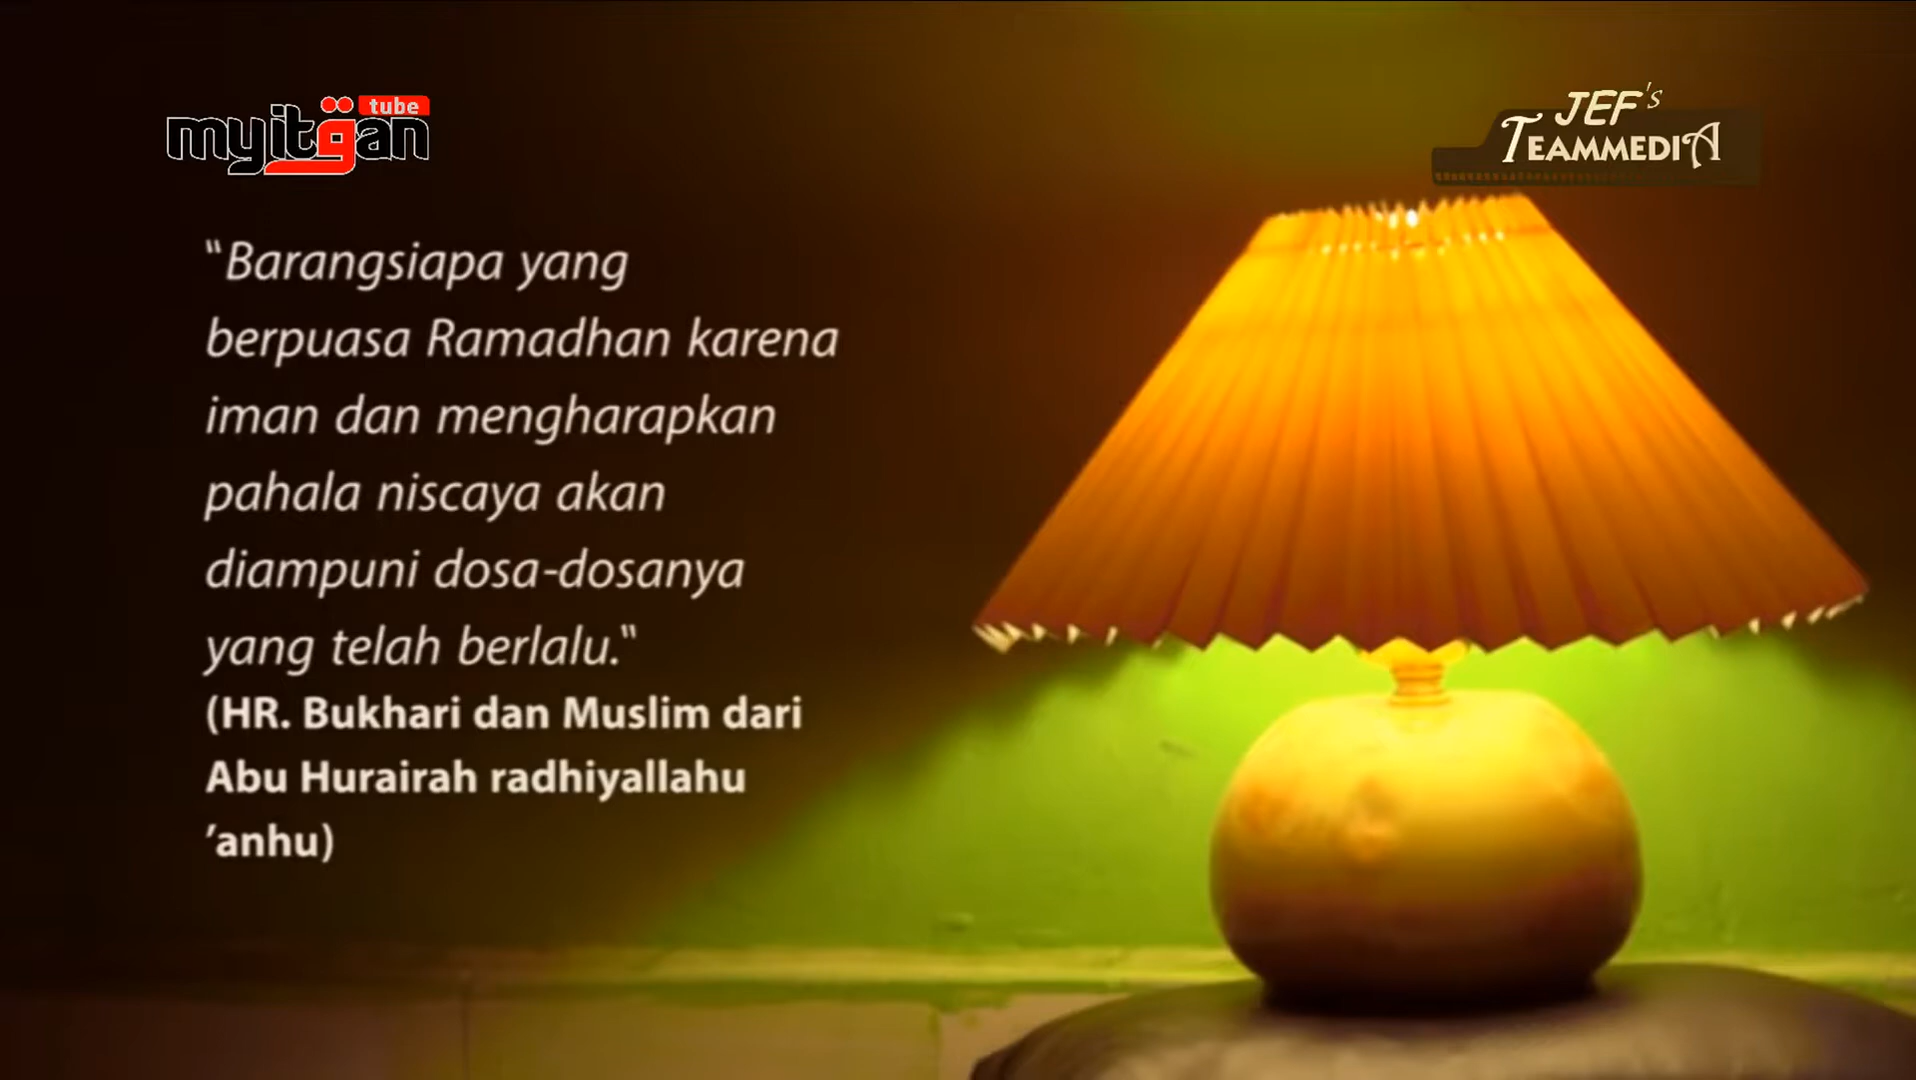 myitqan tube
JEF's
TEAMMEDIA
"Barangsiapa yang
berpuasa Ramadhan karena
iman dan mengharapkan
pahala niscaya akan
diampuni dosa-dosanya
yang telah berlalu."
(HR. Bukhari dan Muslim dari
Abu Hurairah radhiyallahu
'anhu)